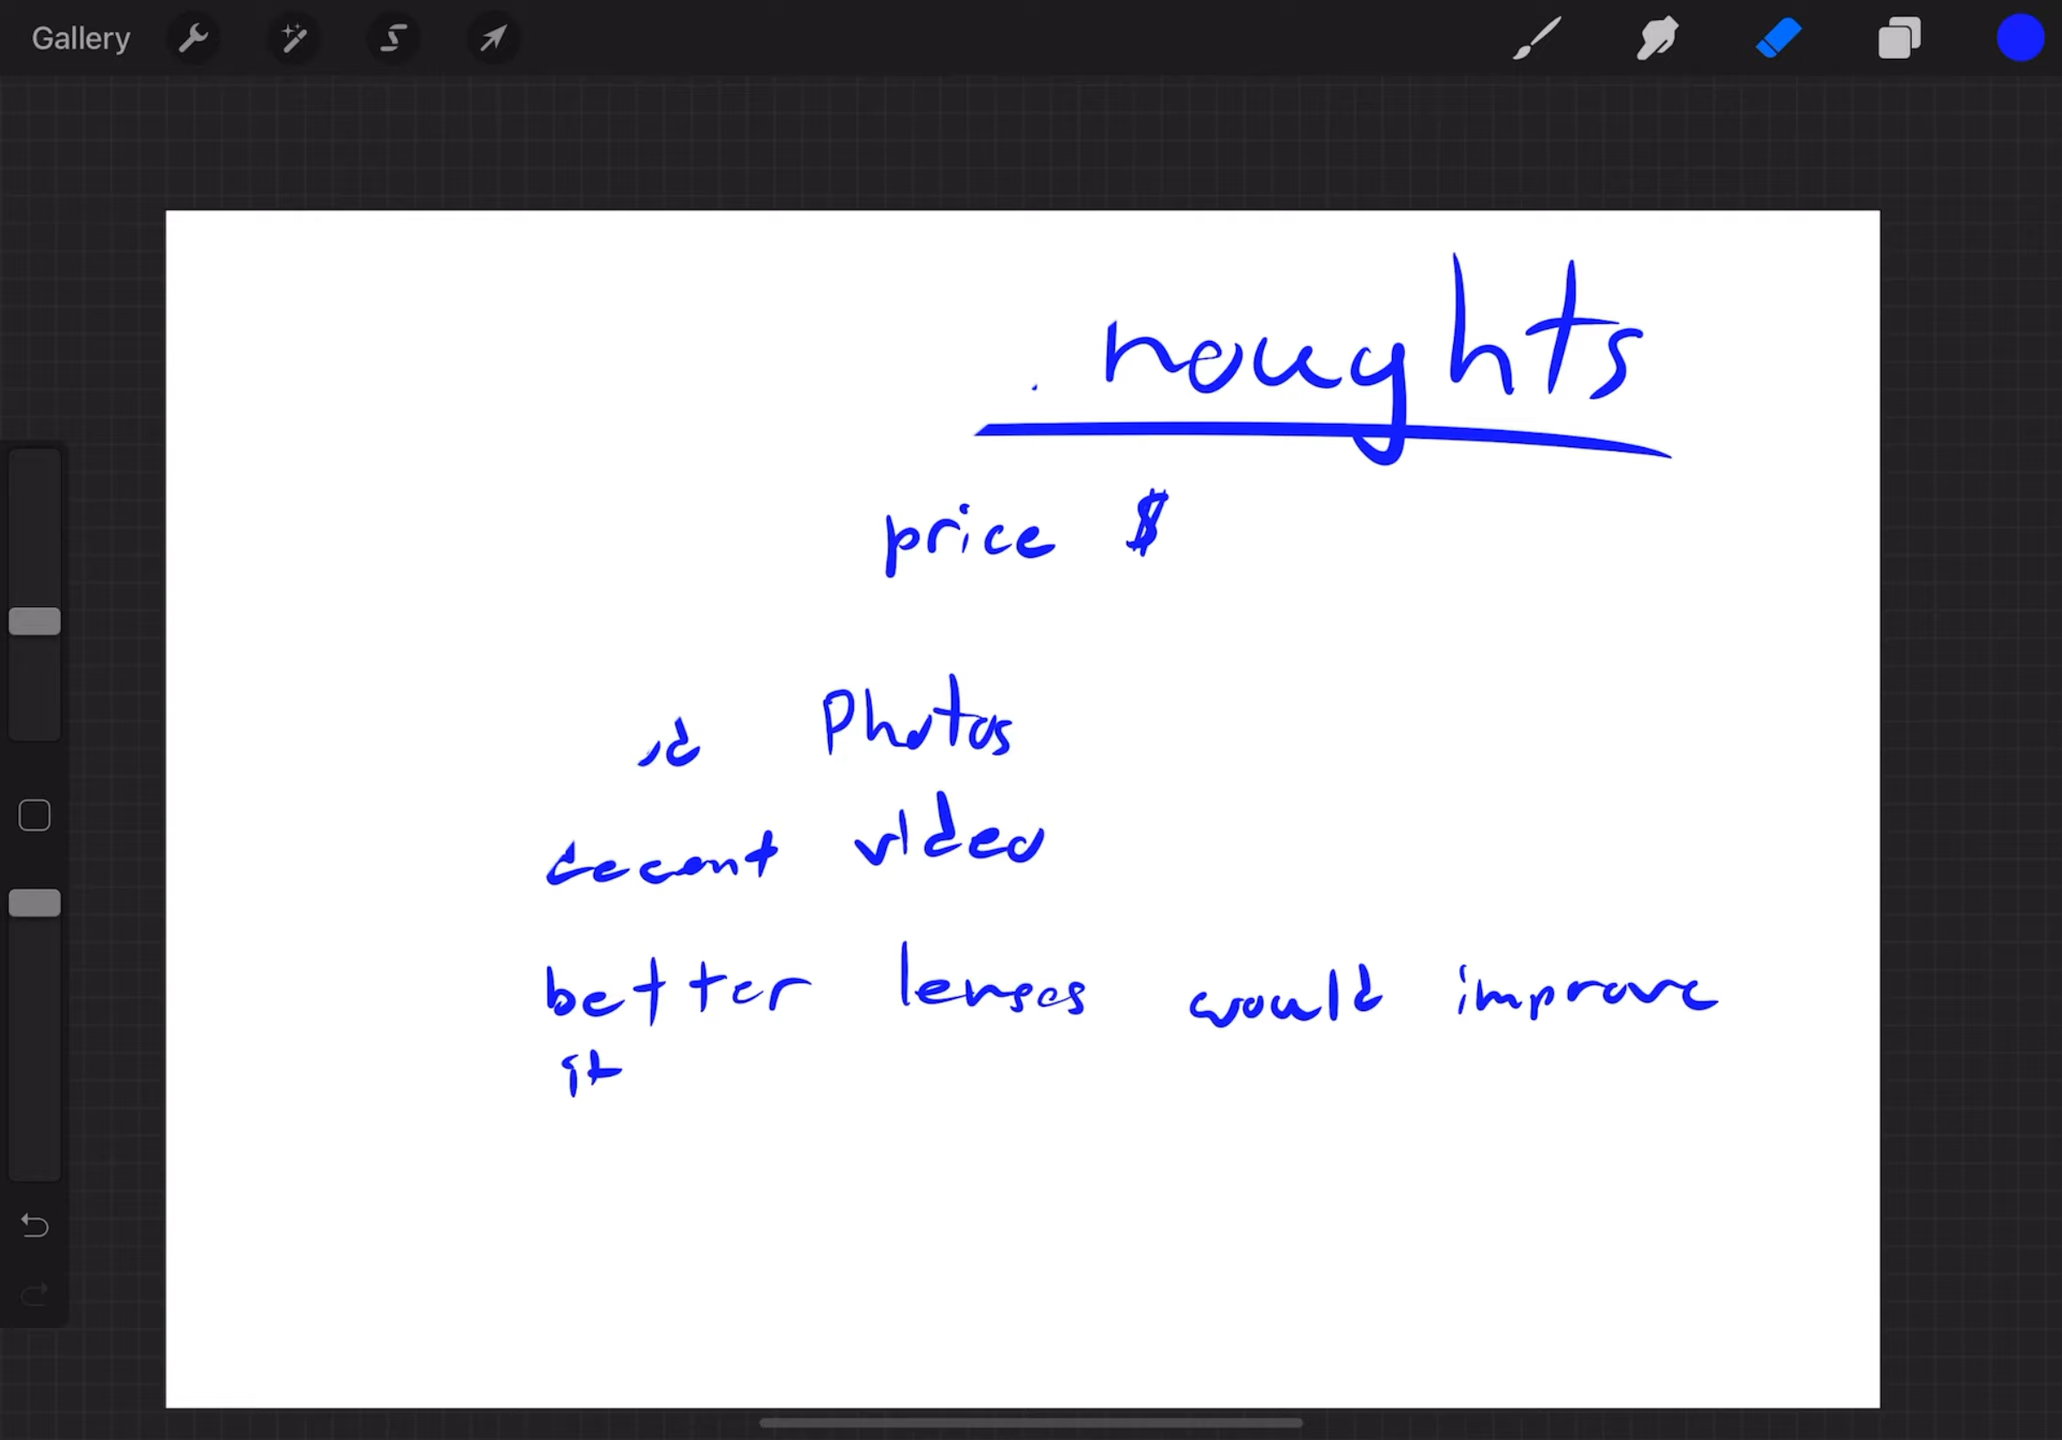 Gallery
noughts
price $
d Photos
decent video
better lenses would improve
it